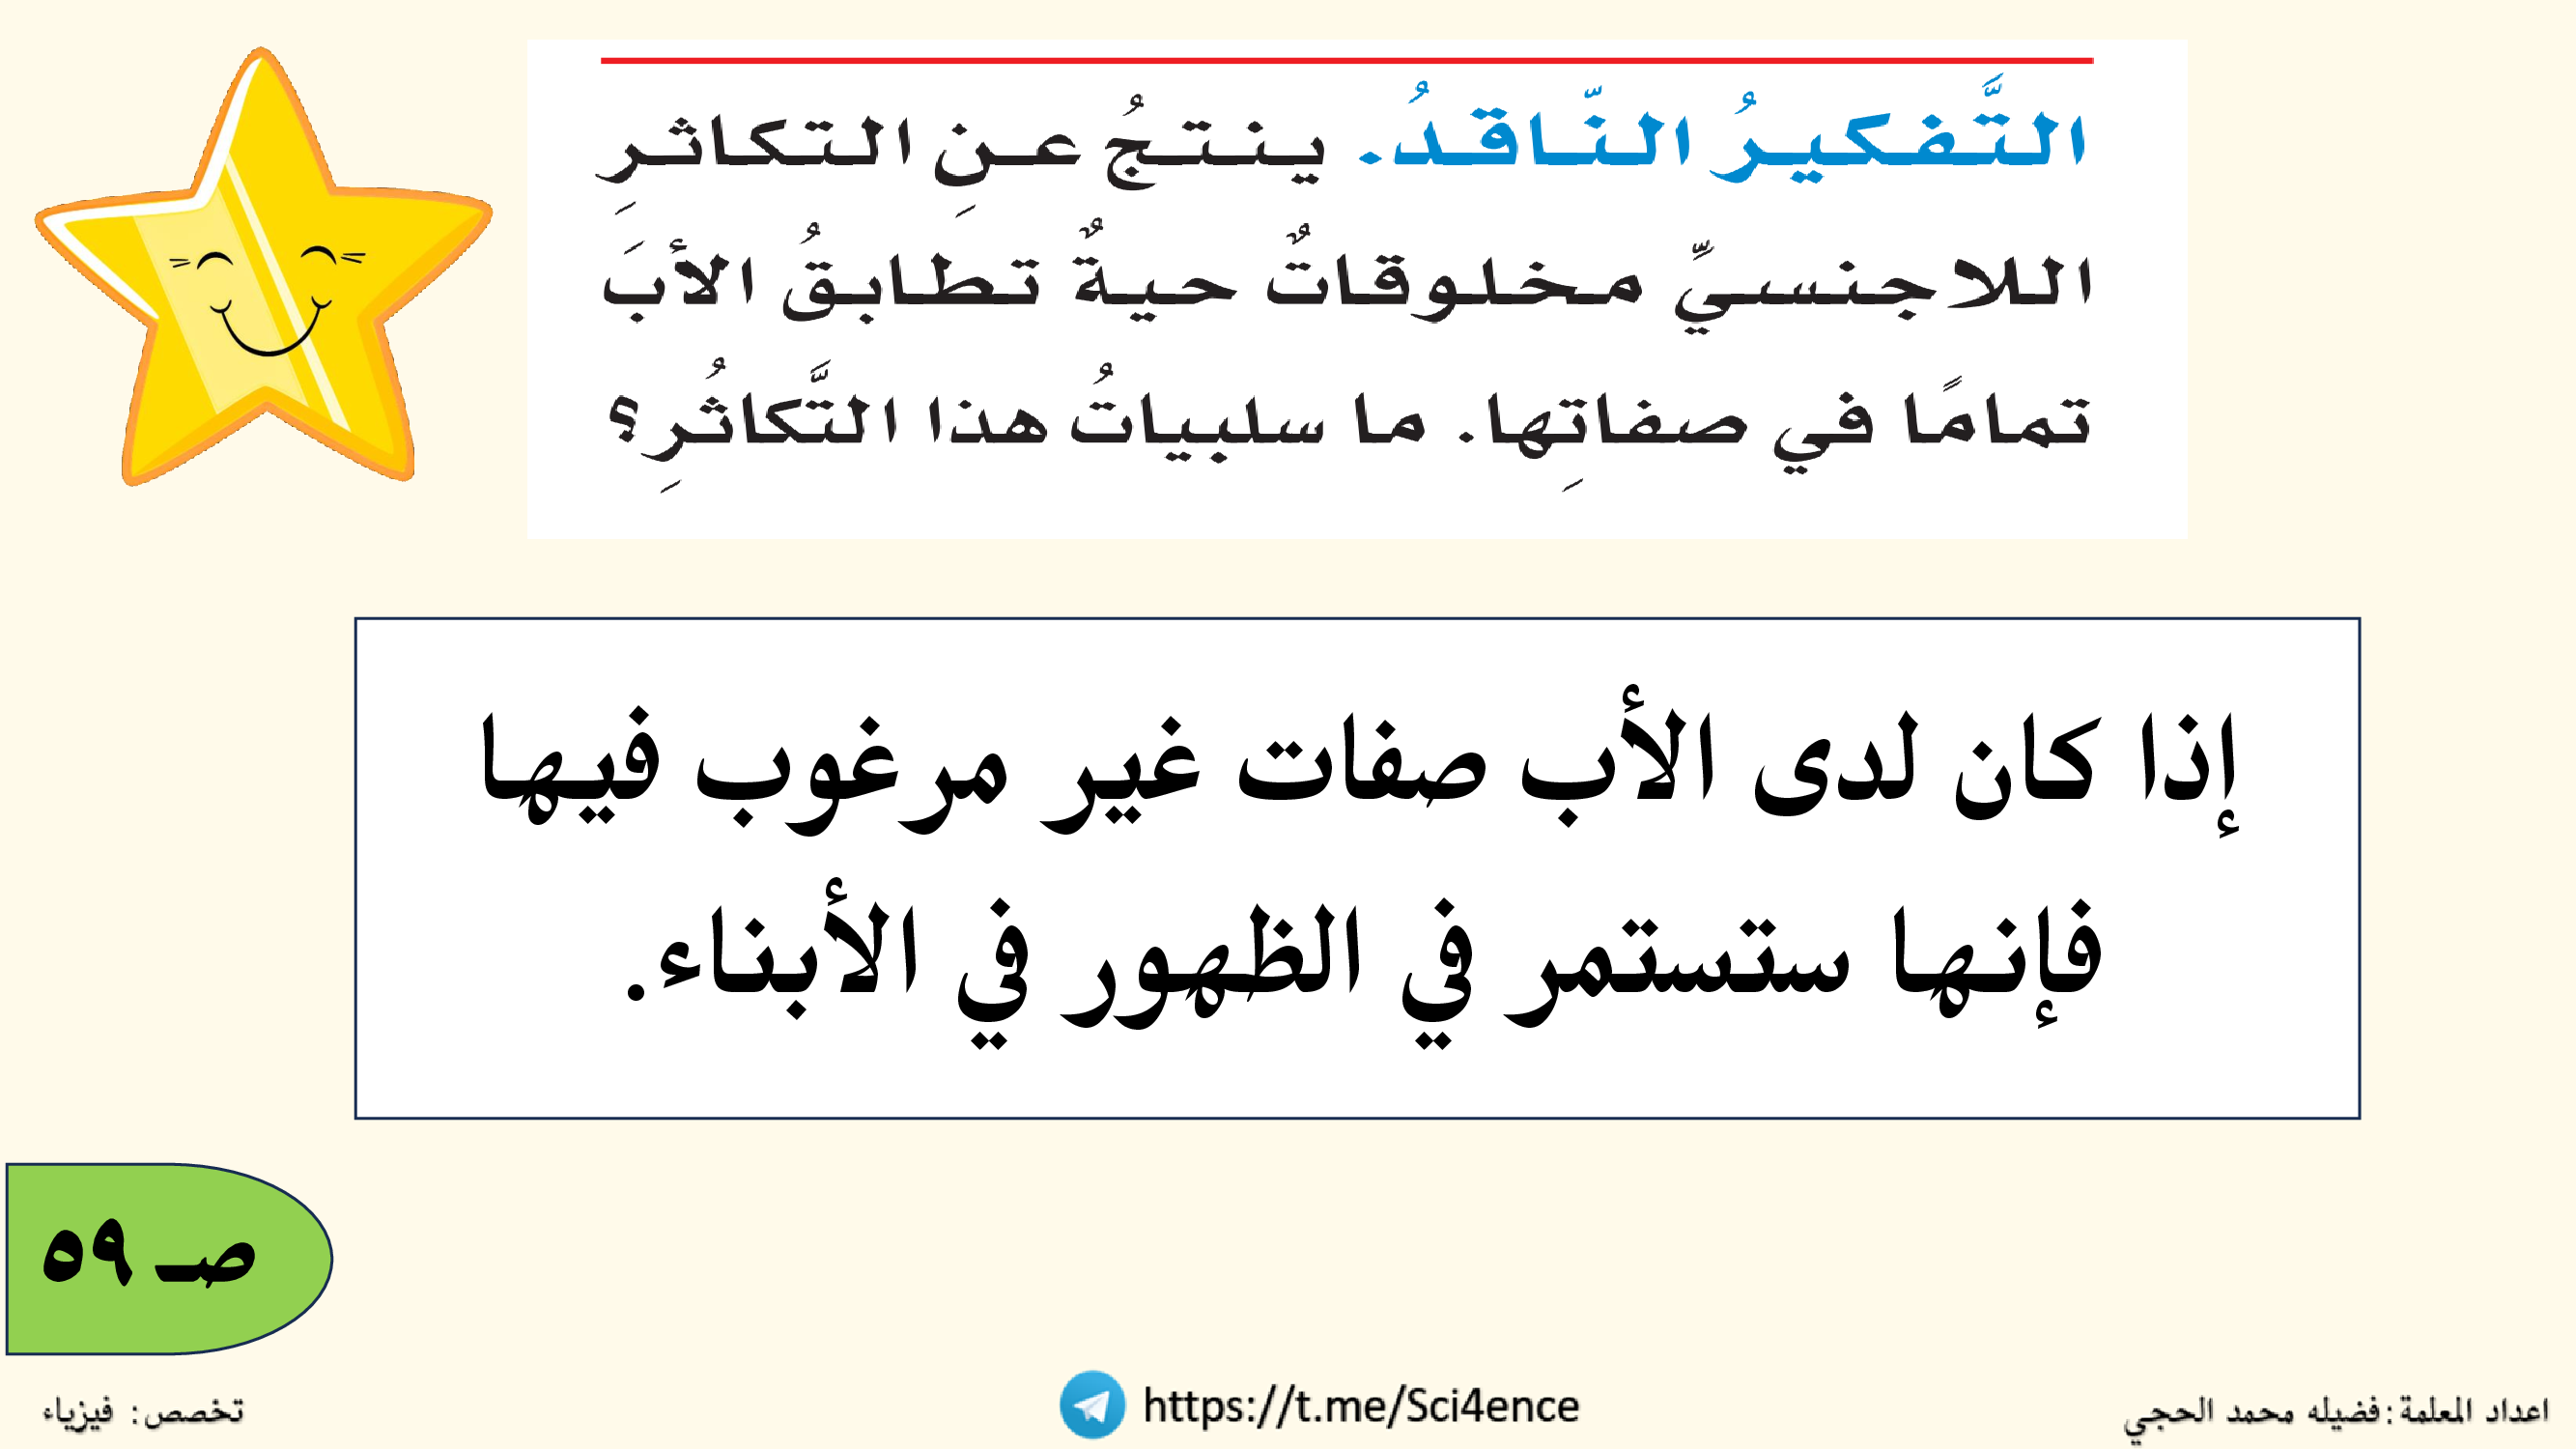 التَّفكيرُ النّاقدُ. ينتجُ عنِ التكاثرِ
اللاجنسيِّ مخلوقاتٌ حيةٌ تطابقُ الأبَ
تمامًا في صفاتِها. ما سلبياتُ هذا التَّكاثُرِ؟
إذا كان لدى الأب صفات غير مرغوب فيها
فإنها ستستمر في الظهور في الأبناء.
صـ ٥٩
اعداد المعلمة: فضيله محمد الحجي
https://t.me/Sci4ence
تخصص: فيزياء